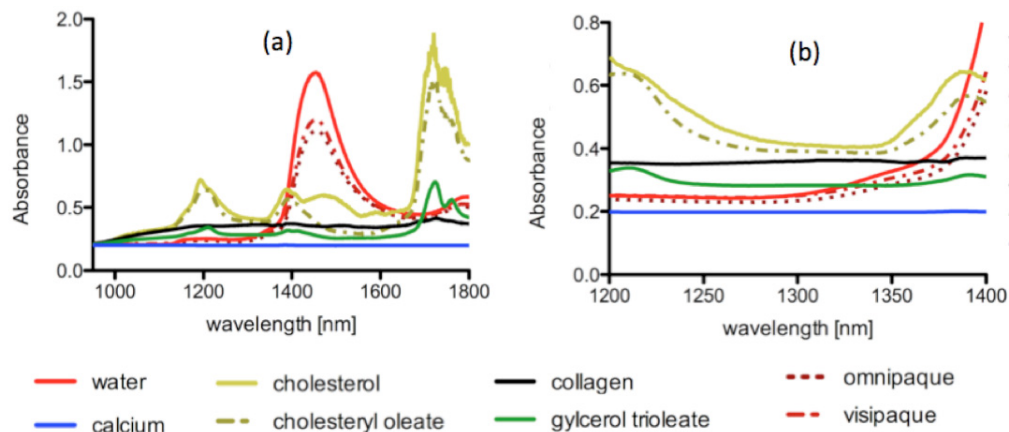 2.0
1.5
1.0
0.5
0.0
Absorbance
(a)
1000 1200 1400 1600 1800
wavelength [nm]
0.8
0.6
0.4
0.2
0.0
Absorbance
(b)
1200 1250 1300 1350 1400
wavelength [nm]
water cholesterol collagen omnipaque
calcium cholesteryl oleate gylcerol trioleate visipaque